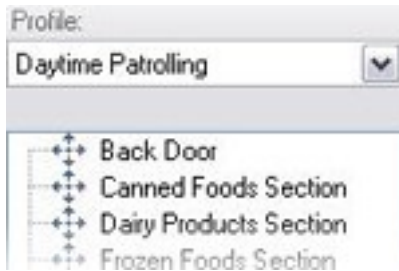 Profile:
Daytime Patrolling
Back Door
Canned Foods Section
Dairy Products Section
Frozen Foods Section